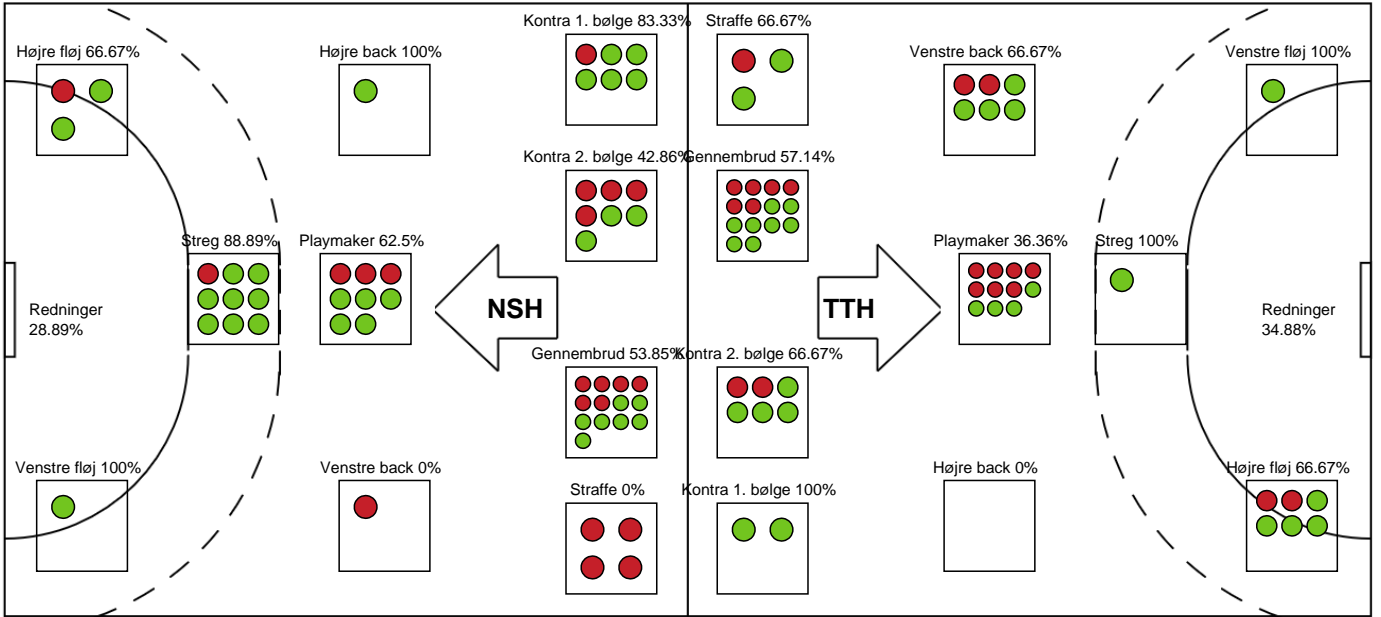 Kontra 1. bølge 83.33%
Straffe 66.67%
Højre fløj 66.67%
Højre back 100%
Venstre back 66.67%
Venstre fløj 100%
Kontra 2. bølge 42.86%
Gennembrud 57.14%
Streg 88.89%
Playmaker 62.5%
Playmaker 36.36%
Streg 100%
Redninger
28.89%
NSH
TTH
Redninger
34.88%
Gennembrud 53.85%
Kontra 2. bølge 66.67%
Venstre fløj 100%
Venstre back 0%
Højre back 0%
Højre fløj 66.67%
Straffe 0%
Kontra 1. bølge 100%